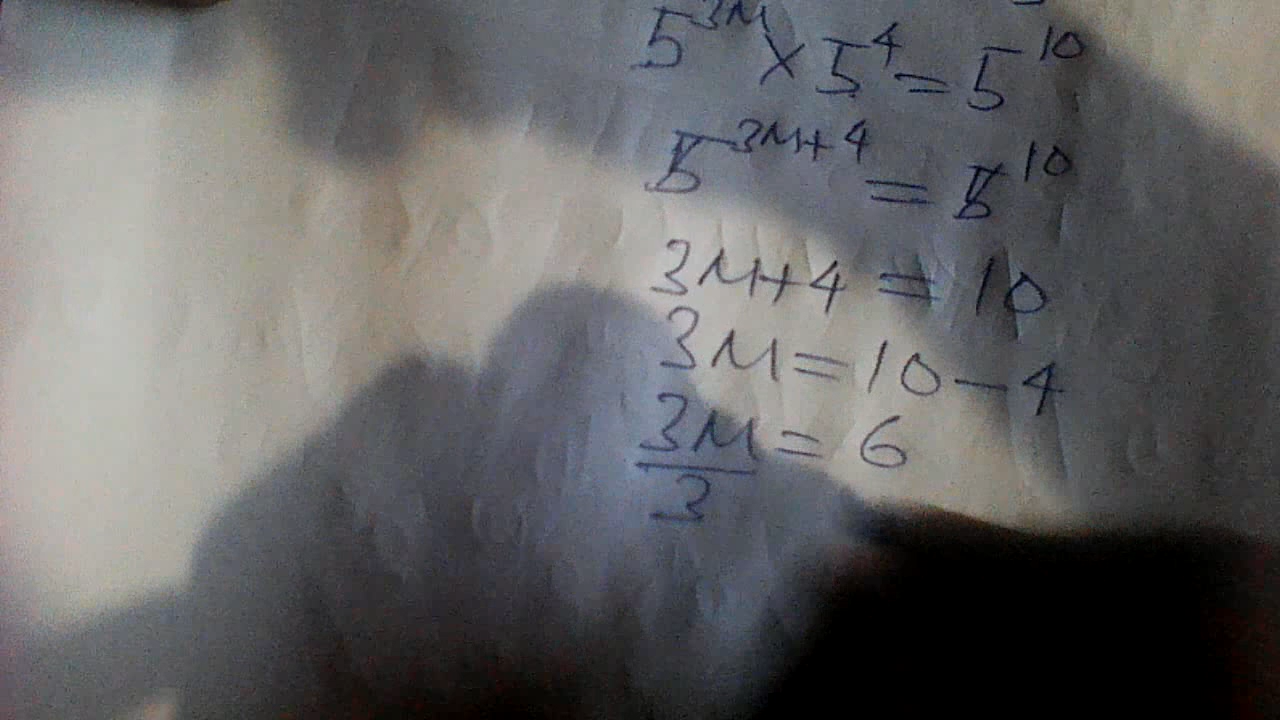 5^3M × 5^4 = 5^10
5^3M+4 = 5^10
3M+4 = 10
3M = 10 - 4
3M/3 = 6